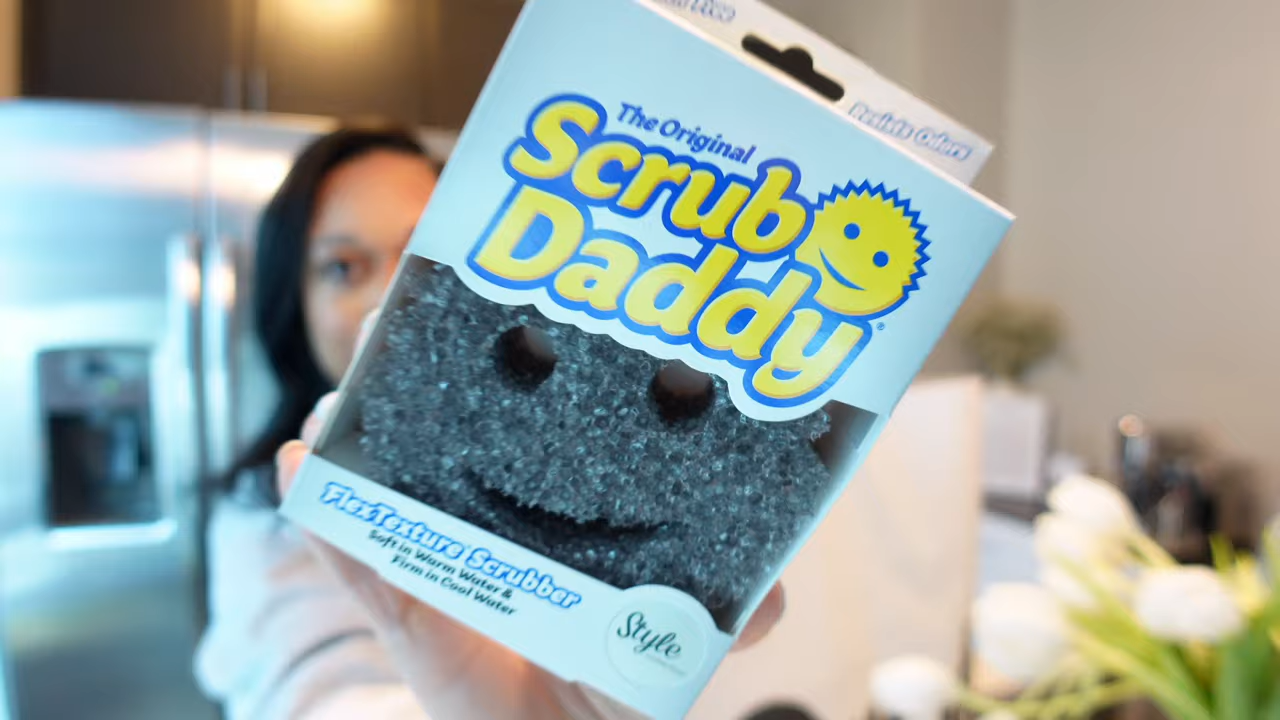 Resists Odors
The Original
Scrub
Daddy
®
FlexTexture Scrubber
Soft in Warm Water &
Firm in Cool Water
Style